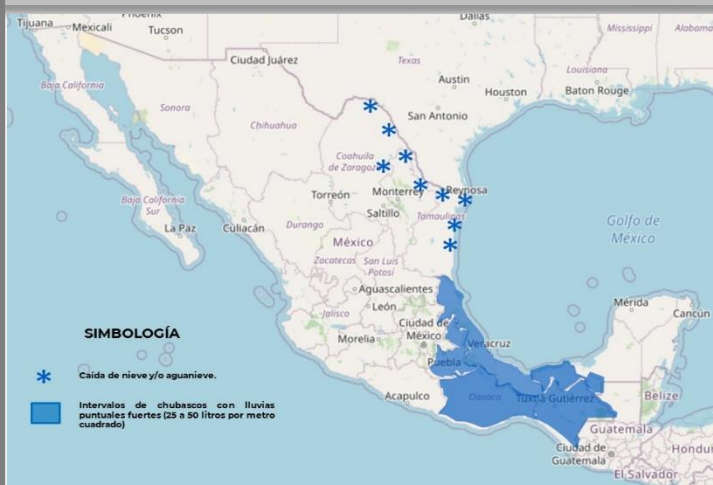 Phoenix
Dallas
Tijuana
Mexicali
Tucson
Mississippi
Alabama
Ciudad Juárez
Texas
Louisiana
Austin
Baja California
Houston
Baton Rouge
Sonora
San Antonio
Chihuahua
Coahuila
de Zaragoza
Baja California
Sur
Torreón
Monterrey
Reynosa
Saltillo
Tamaulipas
La Paz
Culiacán
Durango
Golfo de
México
México
Zacatecas
San Luis
Potosí
Aguascalientes
Mérida
León
Cancún
Jalisco
Ciudad de
México
SIMBOLOGÍA
Morelia
Veracruz
Puebla
Caída de nieve y/o aguanieve.
Acapulco
Oaxaca
Tuxtla Gutiérrez
Belize
Intervalos de chubascos con lluvias
puntuales fuertes (25 a 50 litros por metro
cuadrado)
Guatemala
Ciudad de
Guatemala
Hondur
El Salvador